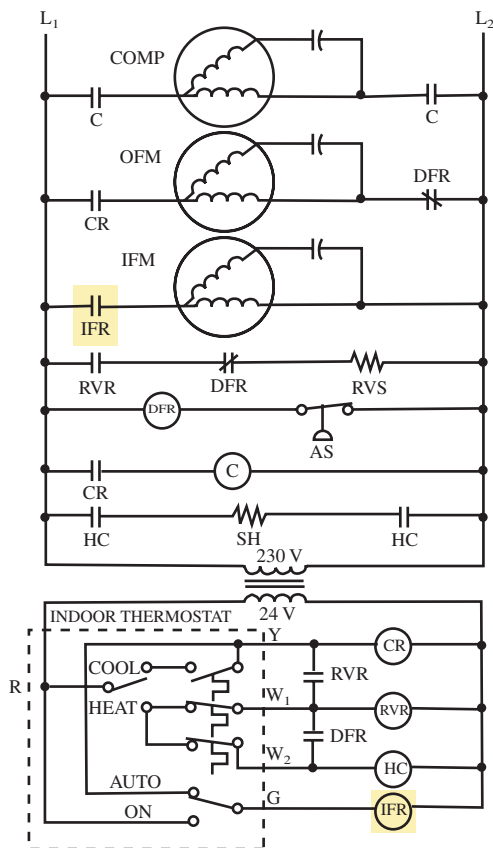 L1 L2
COMP
C C
OFM
DFR
CR
IFM
IFR
RVR DFR RVS
DFR
AS
C
CR
HC SH HC
230 V
24 V
INDOOR THERMOSTAT Y CR
COOL RVR
R
HEAT W1 RVR
DFR
W2 HC
AUTO G IFR
ON